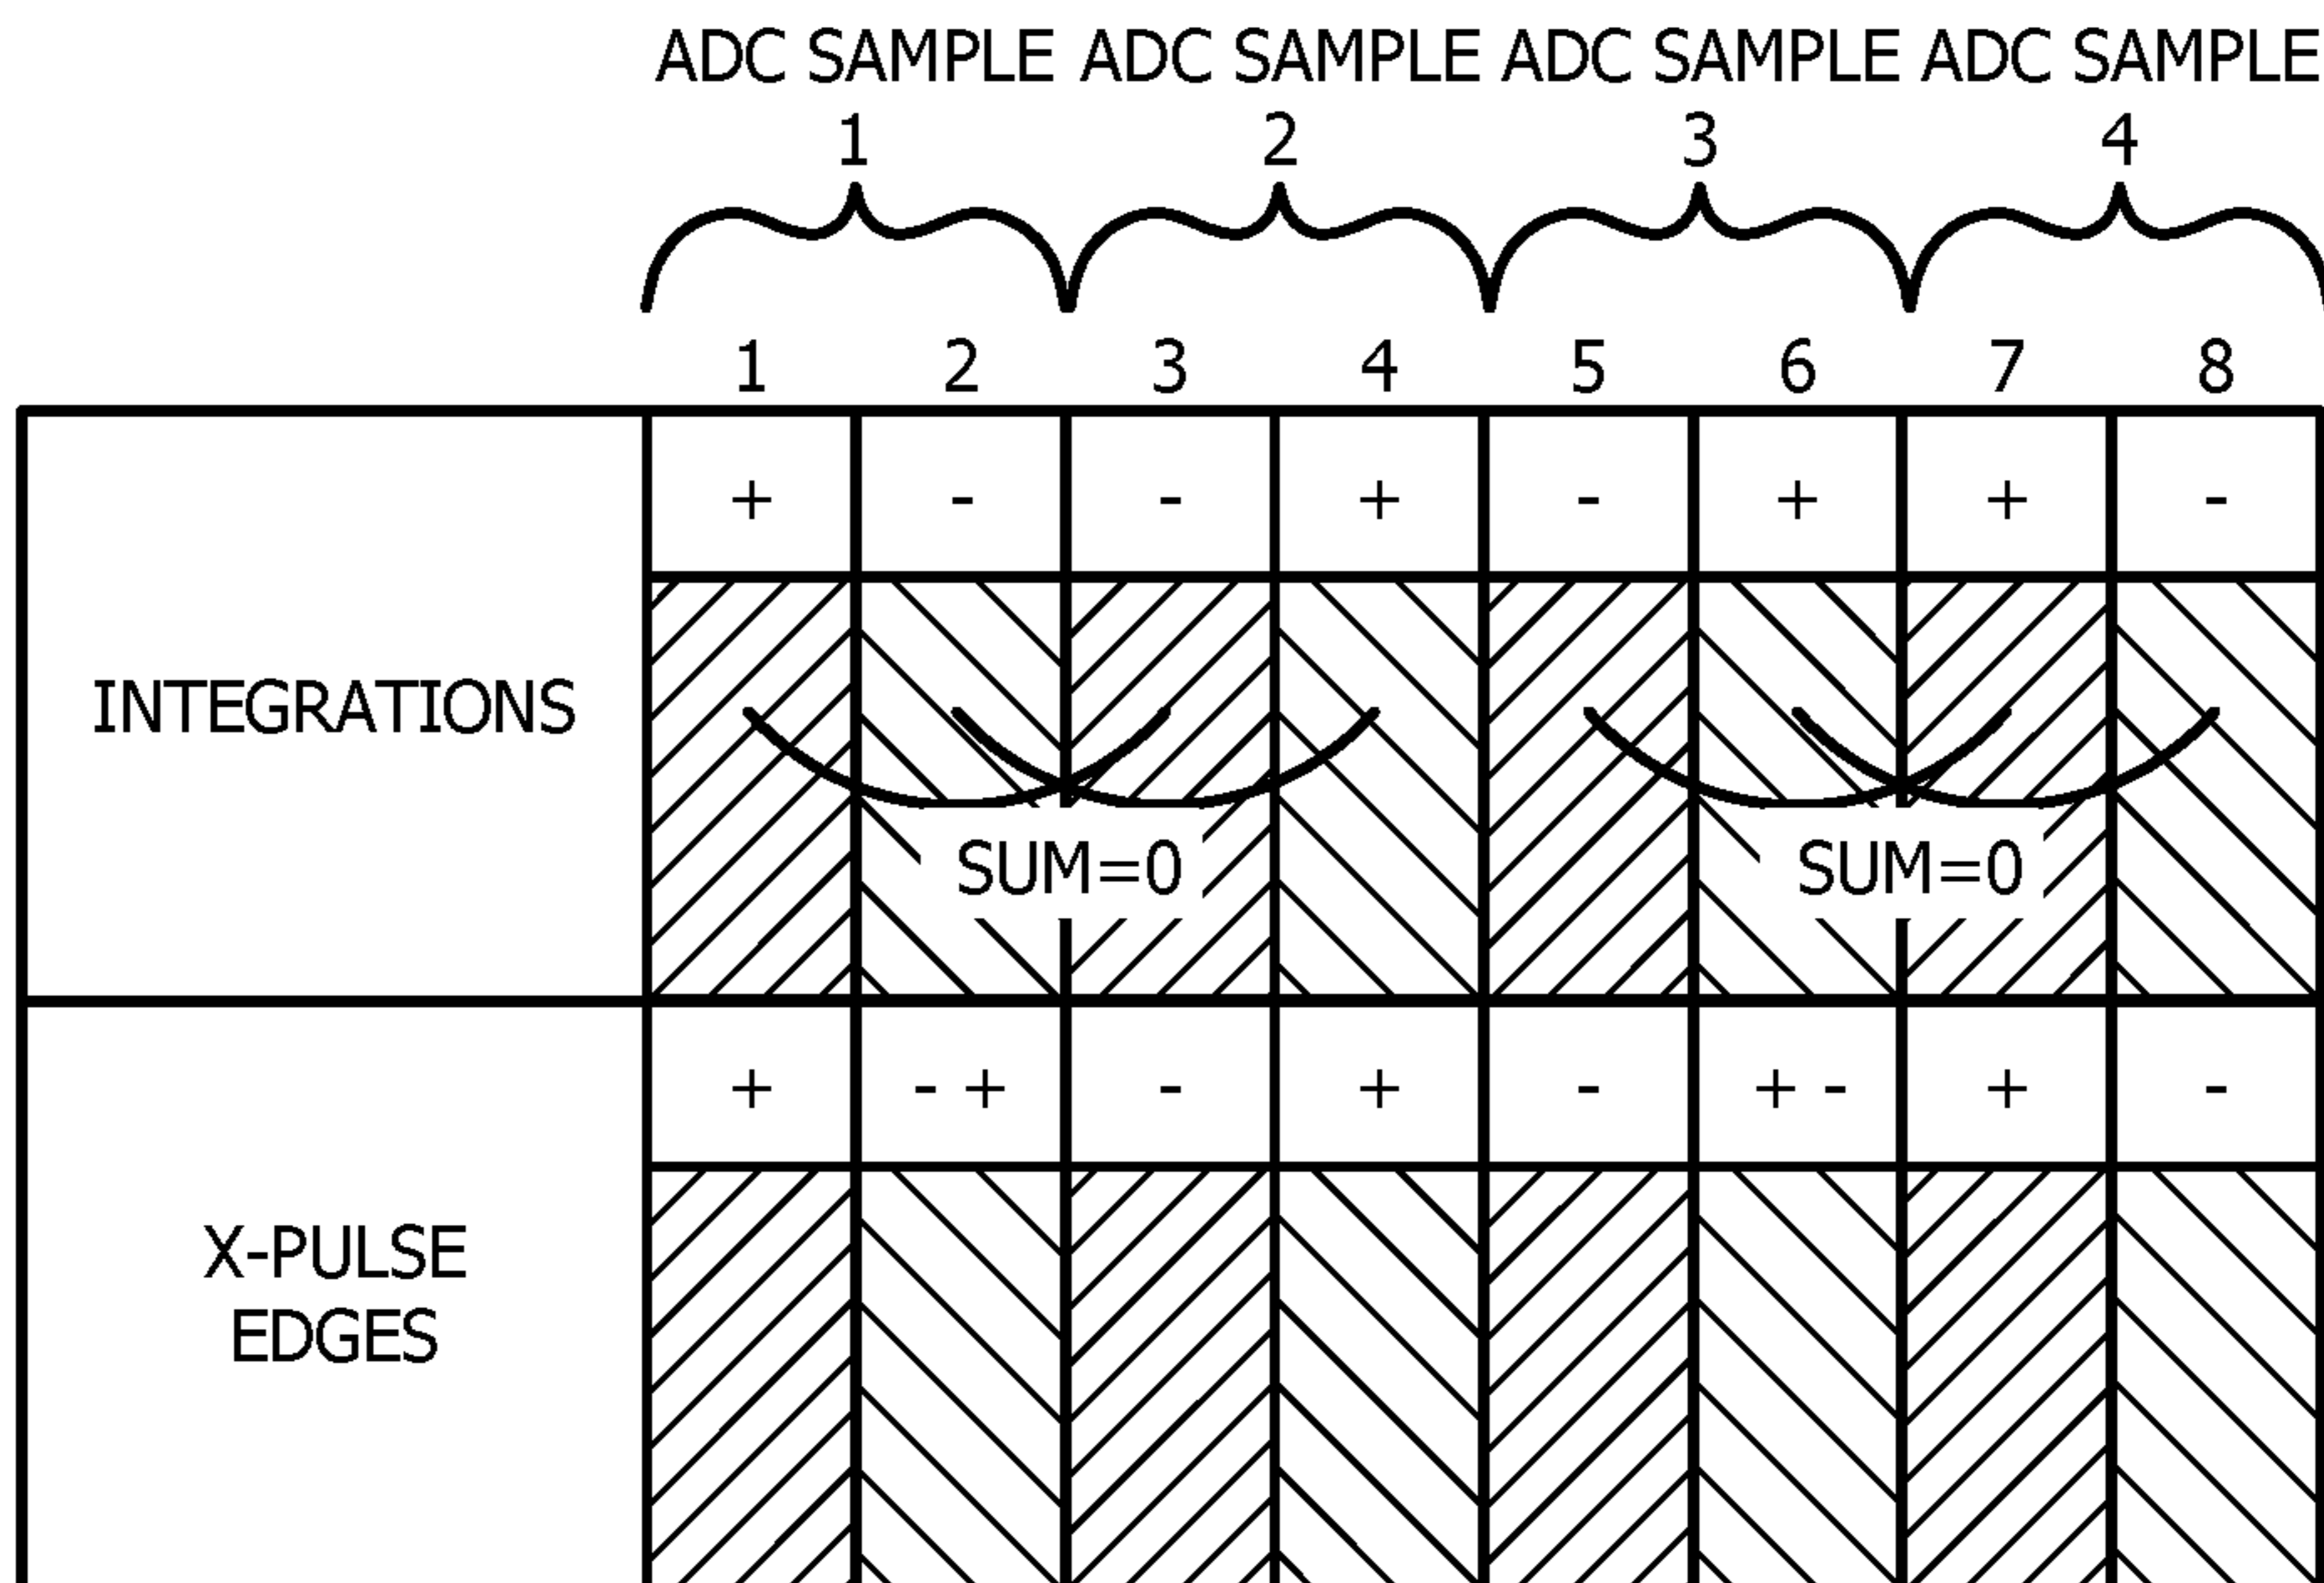 ADC SAMPLE ADC SAMPLE ADC SAMPLE ADC SAMPLE
1 2 3 4
1 2 3 4 5 6 7 8
+ - - + - + + -
INTEGRATIONS
SUM=0 SUM=0
+ - + - + - + - + -
X-PULSE
EDGES